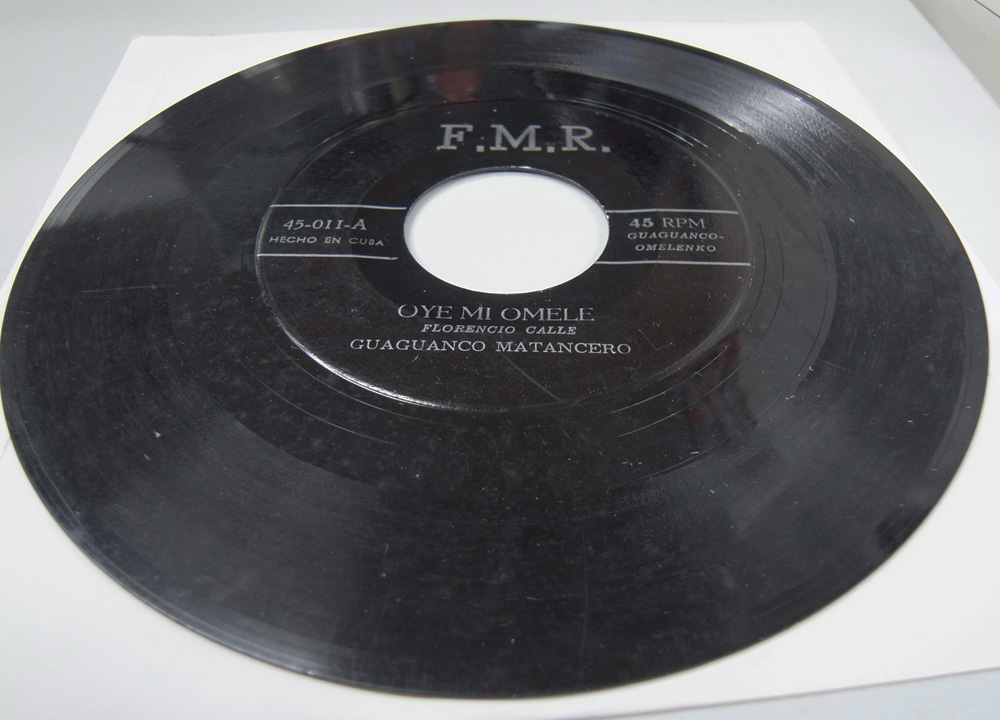 F.M.R.
45-011-A
HECHO EN CUBA
45 RPM
GUAGUANCO-
OMELENKO
OYE MI OMELE
FLORENCIO CALLE
GUAGUANCO MATANCERO